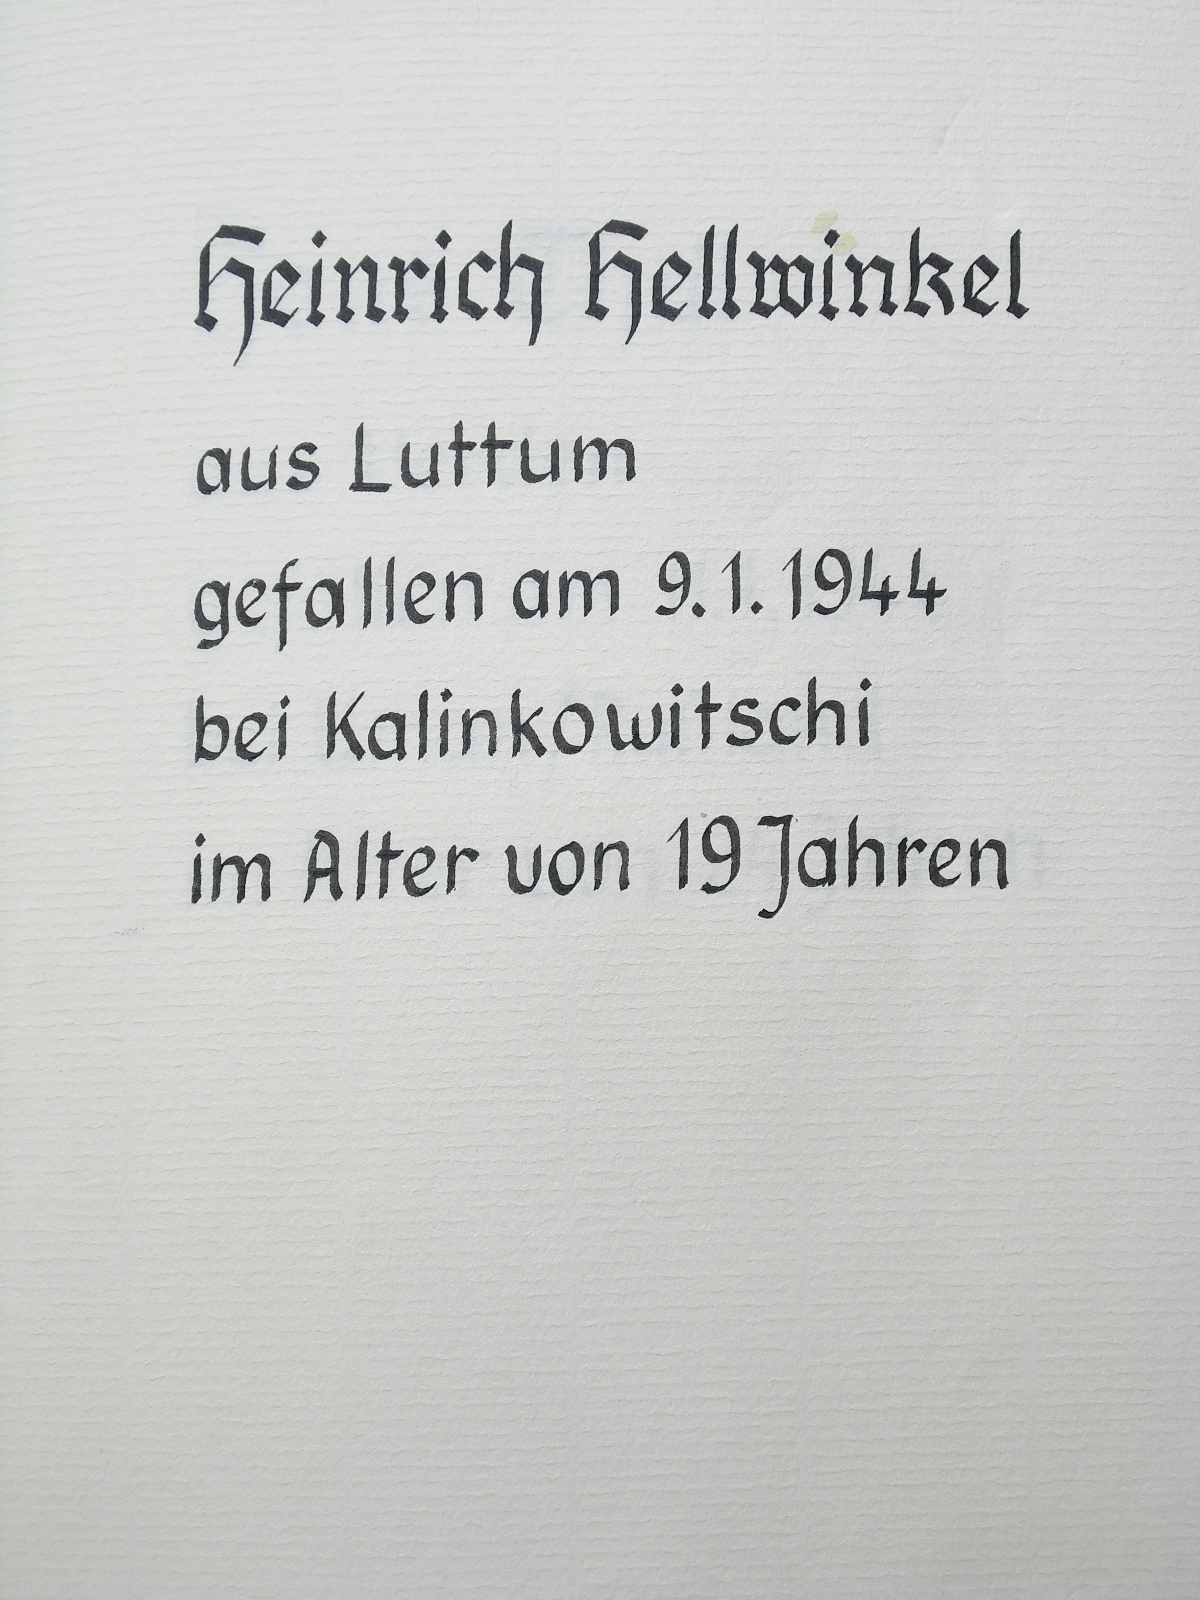 Heinrich Hellwinkel
aus Luttum
gefallen am 9.1.1944
bei Kalinkowitschi
im Alter von 19 Jahren